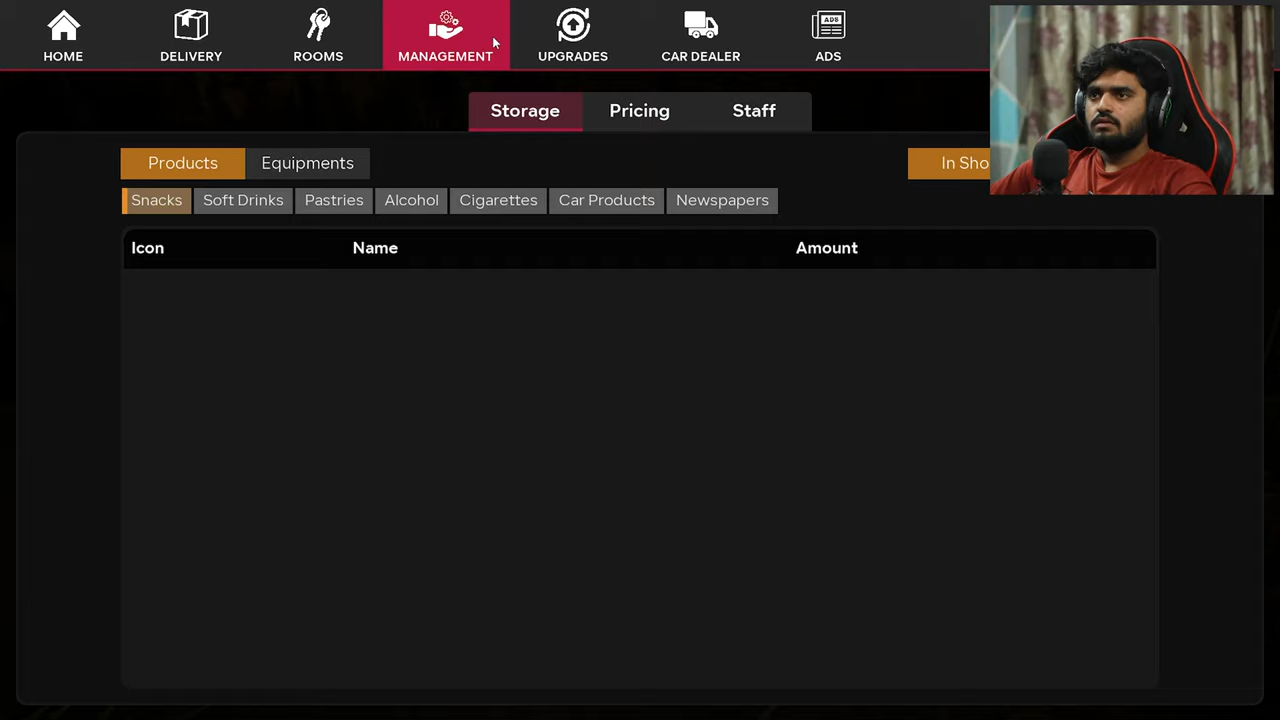 HOME DELIVERY ROOMS MANAGEMENT UPGRADES CAR DEALER ADS ADS
Storage Pricing Staff
Products Equipments In Sho
Snacks Soft Drinks Pastries Alcohol Cigarettes Car Products Newspapers
Icon Name Amount